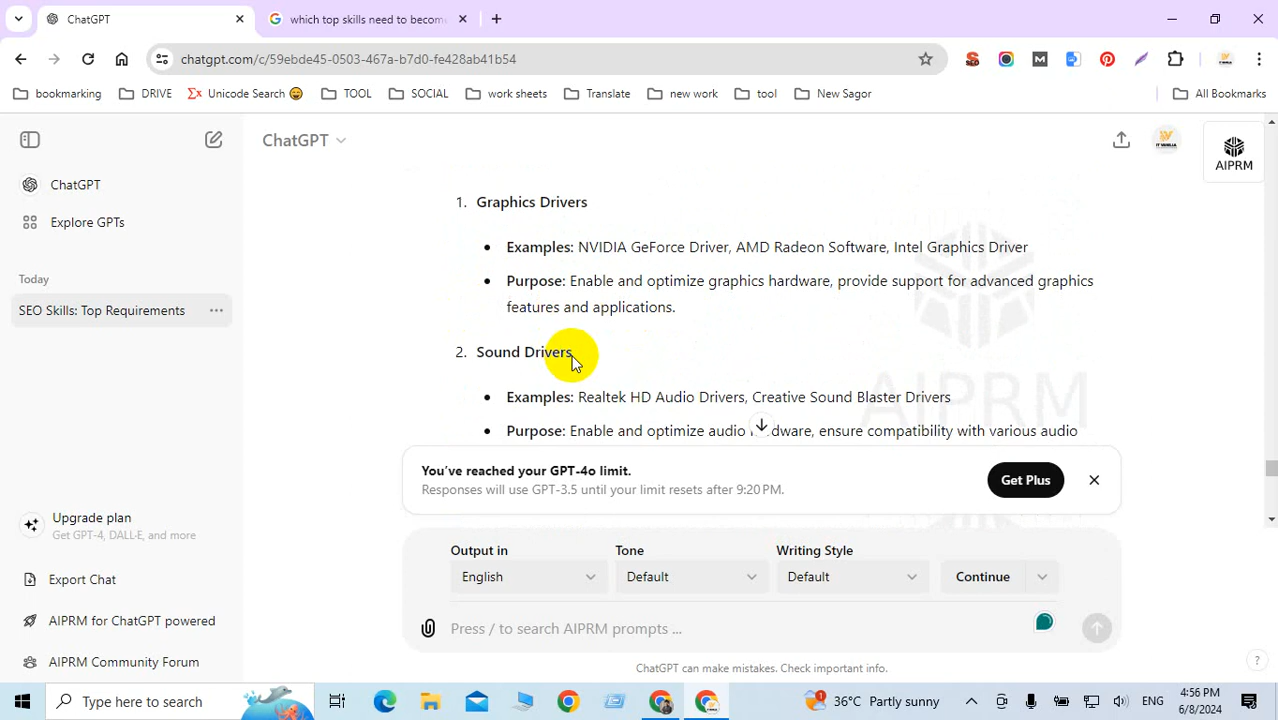 ChatGPT
which top skills need to becom
chatgpt.com/c/59ebde45-0503-467a-b7d0-fe428ab41b54
bookmarking
DRIVE
Unicode Search
TOOL
SOCIAL
work sheets
Translate
new work
tool
New Sagor
All Bookmarks
ChatGPT
AIPRM
ChatGPT
Explore GPTs
Today
SEO Skills: Top Requirements
1. Graphics Drivers
Examples: NVIDIA GeForce Driver, AMD Radeon Software, Intel Graphics Driver
Purpose: Enable and optimize graphics hardware, provide support for advanced graphics
features and applications.
2. Sound Drivers
Examples: Realtek HD Audio Drivers, Creative Sound Blaster Drivers
Purpose: Enable and optimize audio hardware, ensure compatibility with various audio
AIPRM
You've reached your GPT-4o limit.
Responses will use GPT-3.5 until your limit resets after 9:20 PM.
Get Plus
Upgrade plan
Get GPT-4, DALL·E, and more
Export Chat
AIPRM for ChatGPT powered
AIPRM Community Forum
Output in
Tone
Writing Style
English
Default
Default
Continue
Press / to search AIPRM prompts ...
ChatGPT can make mistakes. Check important info.
?
Type here to search
1
36°C Partly sunny
ENG
4:56 PM
6/8/2024